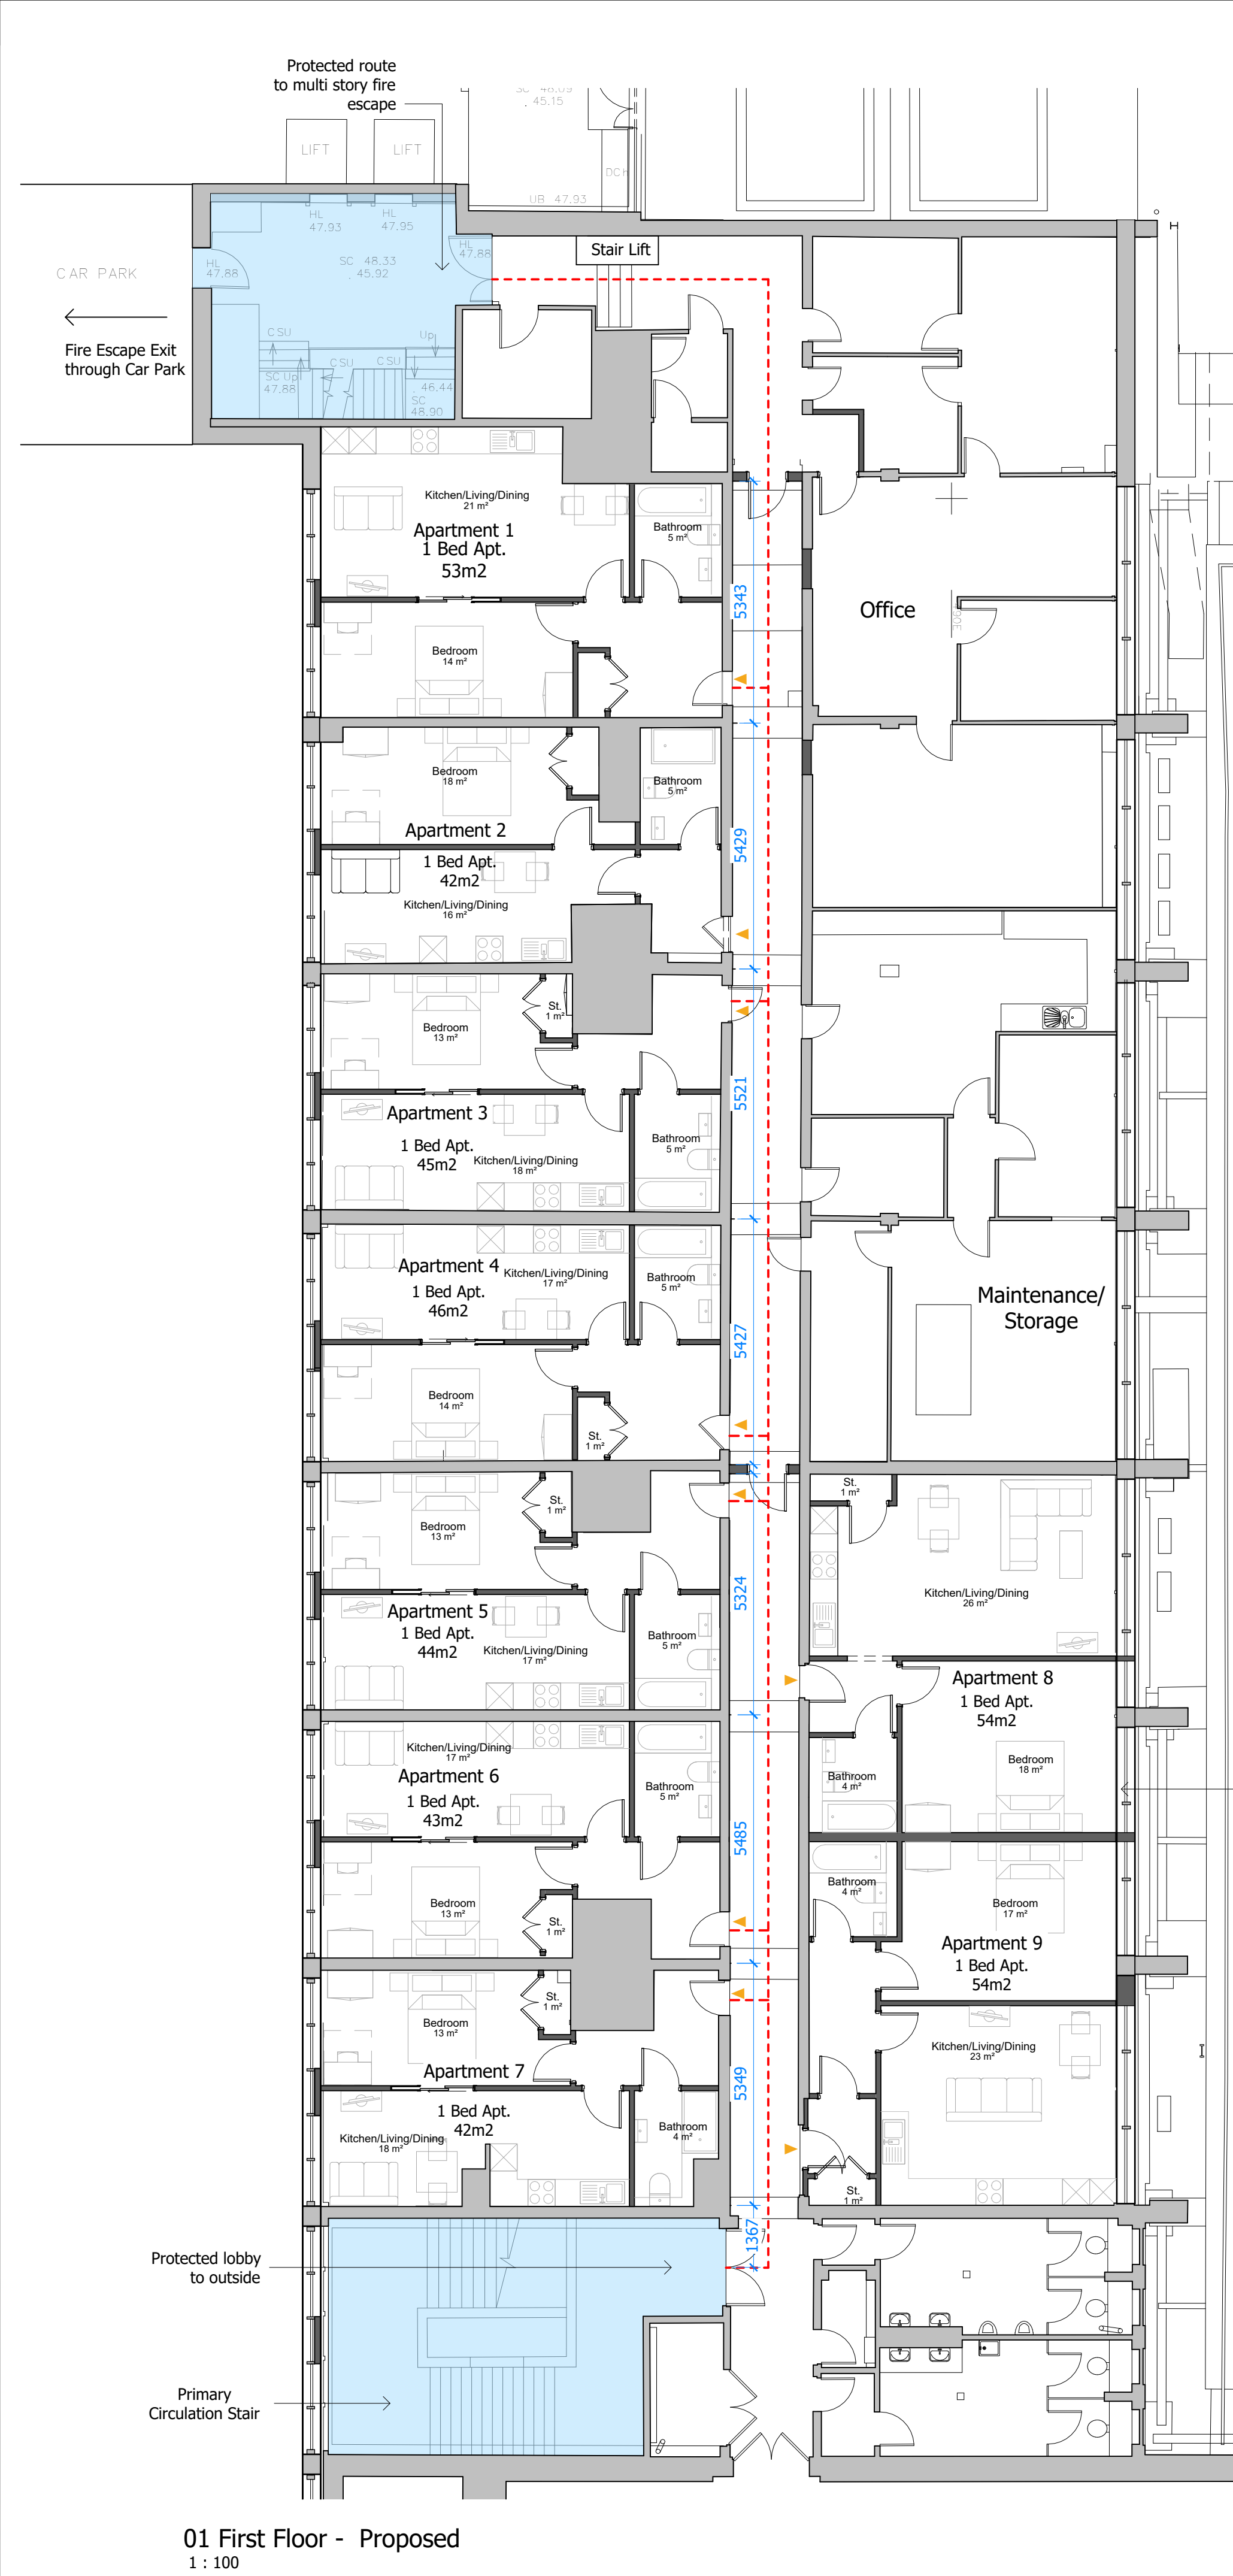 Protected route
to multi story fire
escape
SC 46.09
. 45.15
LIFT
LIFT
DCH
UB 47.93
HL
47.93
HL
47.95
HL
47.88
Stair Lift
CAR PARK
HL
47.88
SC 48.33
. 45.92
Fire Escape Exit
through Car Park
CSU
Up
CSU
CSU
SC Up
47.88
. 46.44
SC
48.90
Kitchen/Living/Dining
21 m²
Apartment 1
1 Bed Apt.
53m2
Bathroom
5 m²
5343
Office
Bedroom
14 m²
Bedroom
18 m²
Bathroom
5 m²
Apartment 2
1 Bed Apt.
42m2
Kitchen/Living/Dining
16 m²
5429
St.
1 m²
Bedroom
13 m²
Apartment 3
1 Bed Apt.
45m2
Kitchen/Living/Dining
18 m²
Bathroom
5 m²
5521
Apartment 4
1 Bed Apt.
46m2
Kitchen/Living/Dining
17 m²
Bathroom
5 m²
5427
Maintenance/
Storage
Bedroom
14 m²
St.
1 m²
St.
1 m²
Bedroom
13 m²
St.
1 m²
Kitchen/Living/Dining
26 m²
5324
Apartment 5
1 Bed Apt.
44m2
Kitchen/Living/Dining
17 m²
Bathroom
5 m²
Apartment 8
1 Bed Apt.
54m2
Kitchen/Living/Dining
17 m²
Apartment 6
1 Bed Apt.
43m2
Bathroom
5 m²
Bathroom
4 m²
Bedroom
18 m²
5485
Bathroom
4 m²
Bedroom
17 m²
Bedroom
13 m²
St.
1 m²
Apartment 9
1 Bed Apt.
54m2
St.
1 m²
Bedroom
13 m²
Kitchen/Living/Dining
23 m²
Apartment 7
1 Bed Apt.
42m2
Kitchen/Living/Dining
18 m²
Bathroom
4 m²
5349
St.
1 m²
1367
Protected lobby
to outside
Primary
Circulation Stair
01 First Floor - Proposed
1 : 100